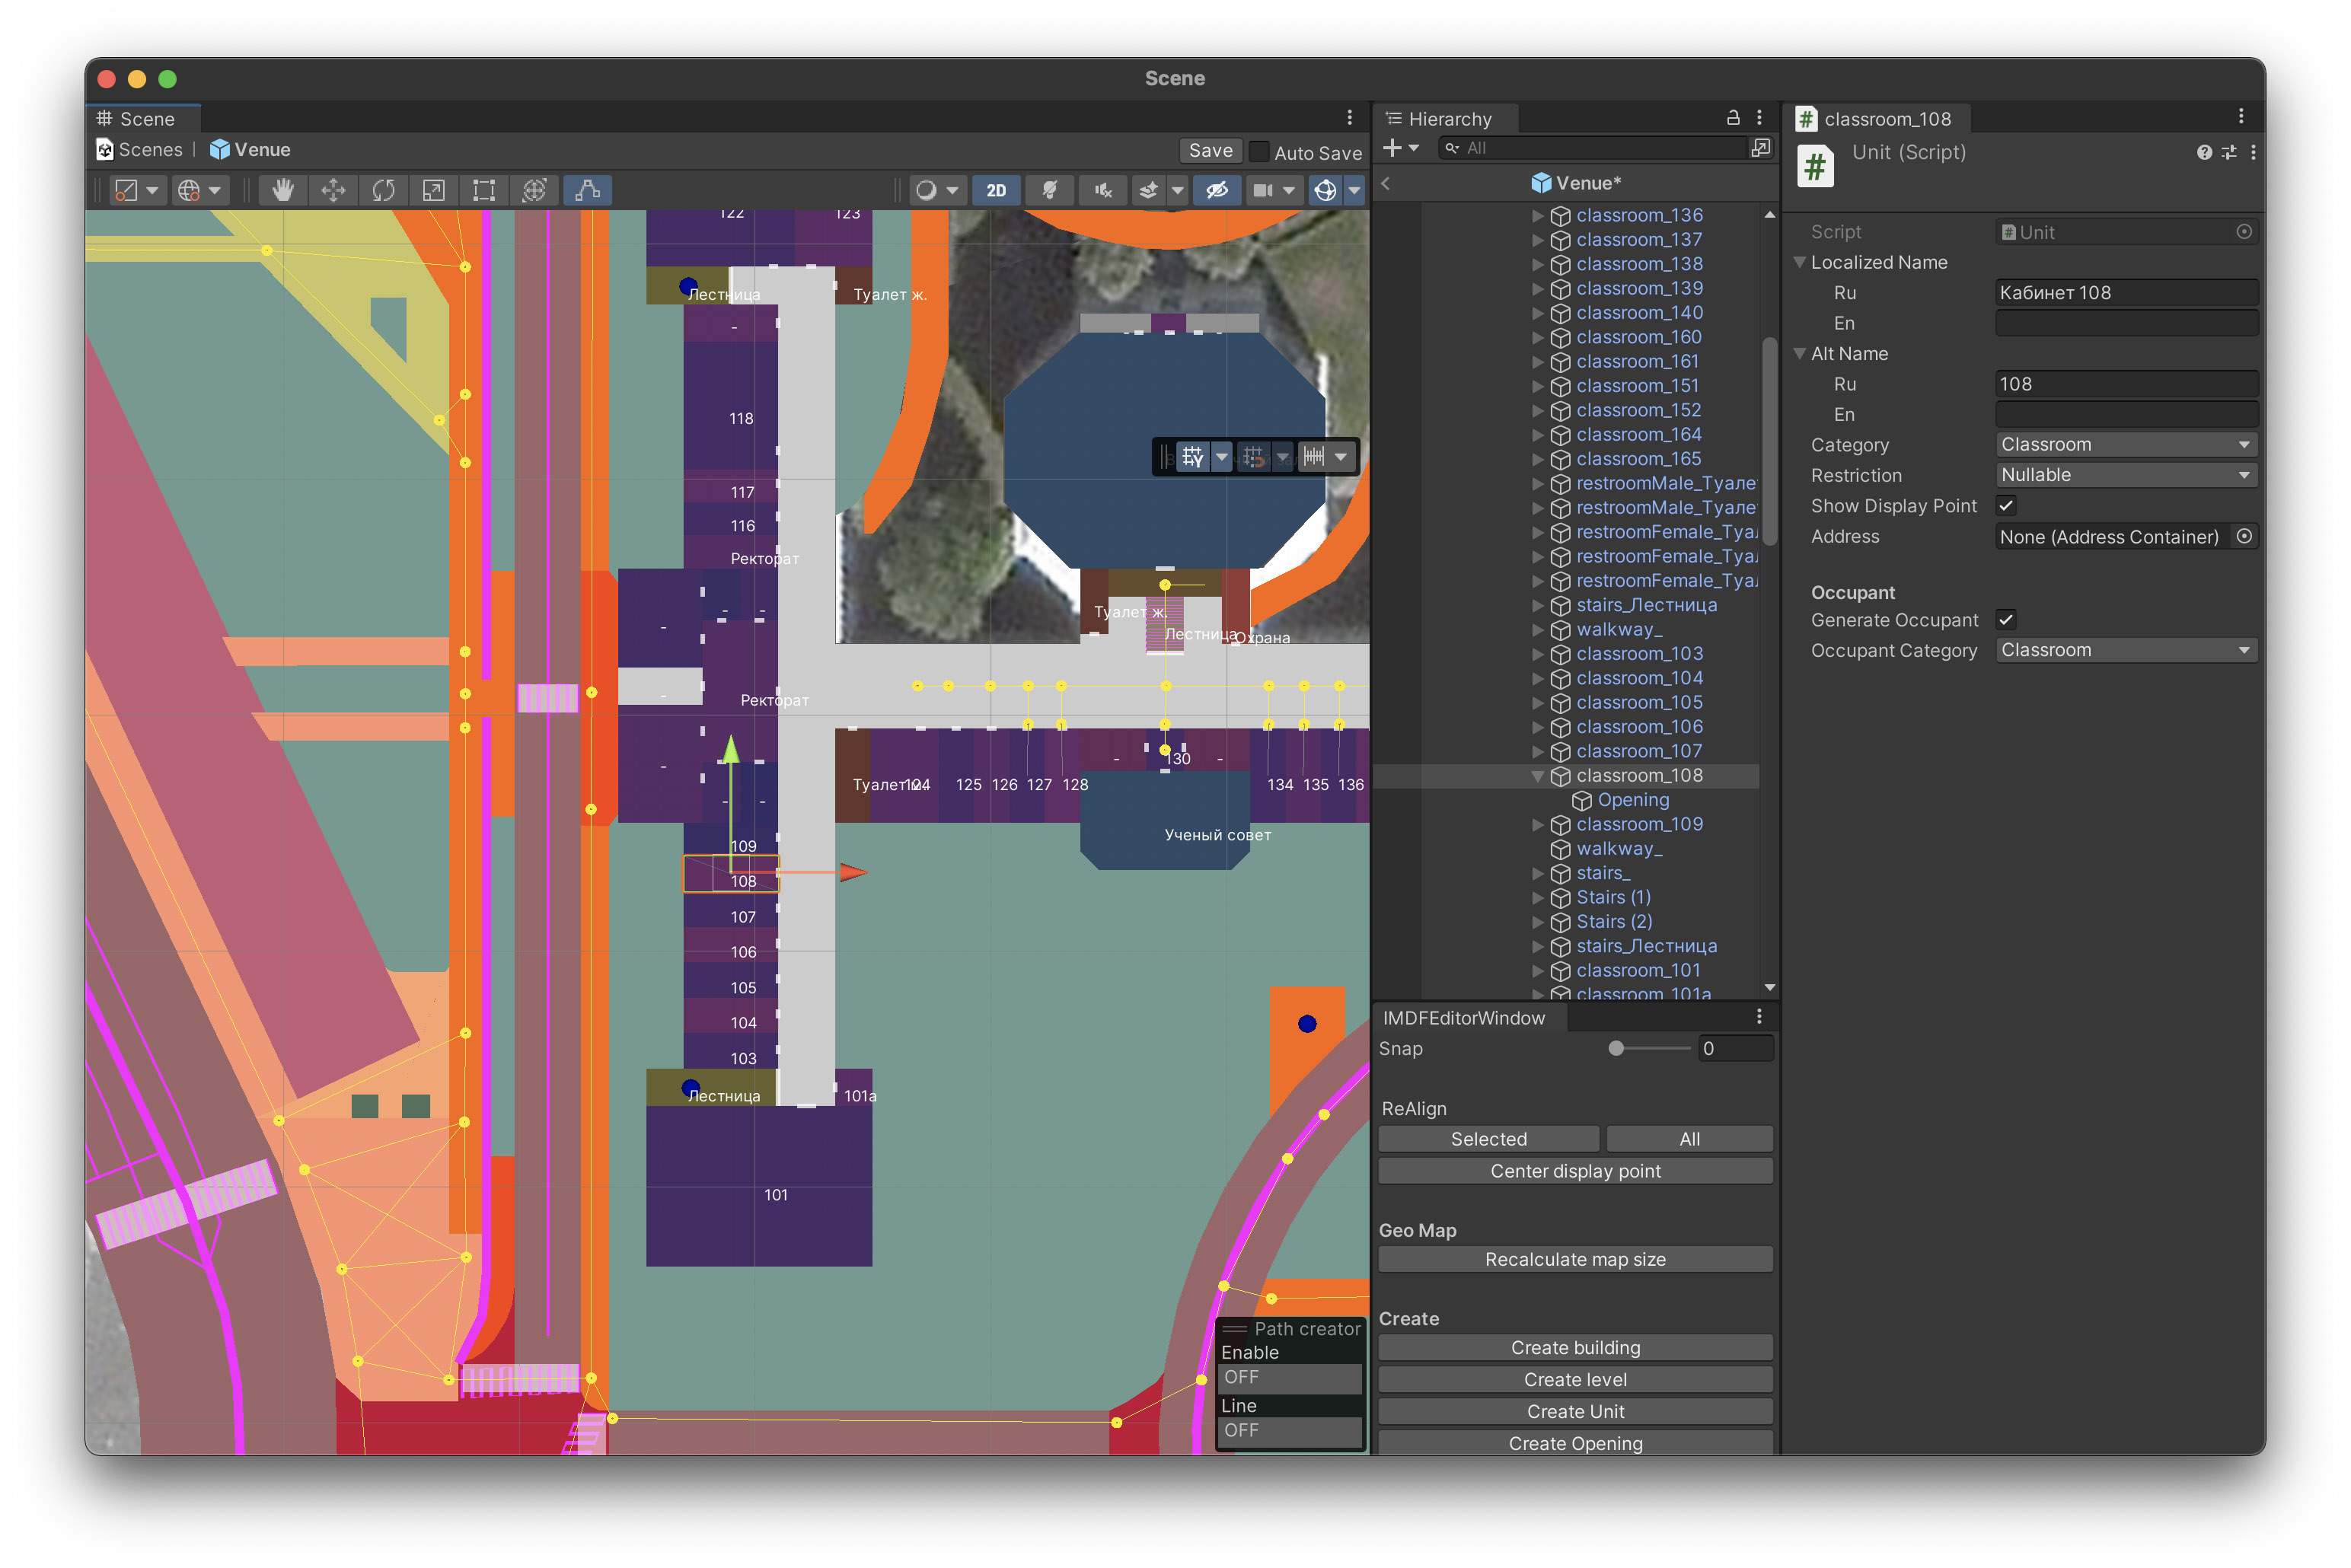 Scene
Scene
Scenes | Venue
Save
Auto Save
2D
122
123
Лестница
Туалет ж.
-
118
117
116
Ректорат
-
-
-
Туалет ж.
Лестница
Охрана
-
Ректорат
-
-
-
Туалет м.
124
125
126
127
128
-
130
-
134
135
136
Ученый совет
109
108
107
106
105
104
103
Лестница
101а
101
Path creator
Enable
OFF
Line
OFF
Hierarchy
All
Venue*
classroom_136
classroom_137
classroom_138
classroom_139
classroom_140
classroom_160
classroom_161
classroom_151
classroom_152
classroom_164
classroom_165
restroomMale_Туале
restroomMale_Туале
restroomFemale_Туа
restroomFemale_Туа
restroomFemale_Туа
stairs_Лестница
walkway_
classroom_103
classroom_104
classroom_105
classroom_106
classroom_107
classroom_108
Opening
classroom_109
walkway_
stairs_
Stairs (1)
Stairs (2)
stairs_Лестница
classroom_101
classroom_101a
IMDFEditorWindow
Snap
0
ReAlign
Selected
All
Center display point
Geo Map
Recalculate map size
Create
Create building
Create level
Create Unit
Create Opening
classroom_108
# Unit (Script)
Script
Unit
Localized Name
Ru
Кабинет 108
En
Alt Name
Ru
108
En
Category
Classroom
Restriction
Nullable
Show Display Point
Address
None (Address Container)
Occupant
Generate Occupant
Occupant Category
Classroom